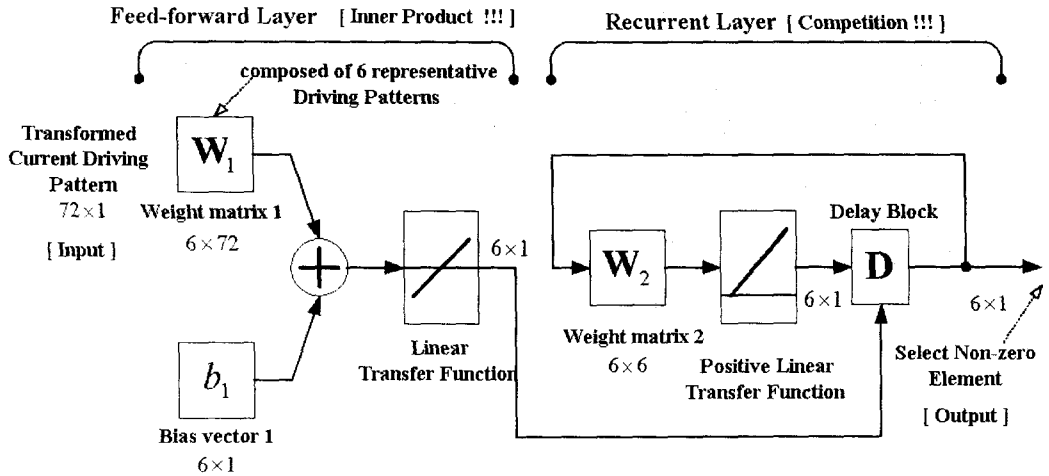 Feed-forward Layer [ Inner Product !!! ]
Recurrent Layer [ Competition !!! ]
composed of 6 representative
Driving Patterns
Transformed
Current Driving
Pattern
72×1
[ Input ]
W1
Weight matrix 1
6×72
b1
Bias vector 1
6×1
6×1
Linear
Transfer Function
W2
Weight matrix 2
6×6
6×1
Positive Linear
Transfer Function
Delay Block
D
6×1
Select Non-zero
Element
[ Output ]